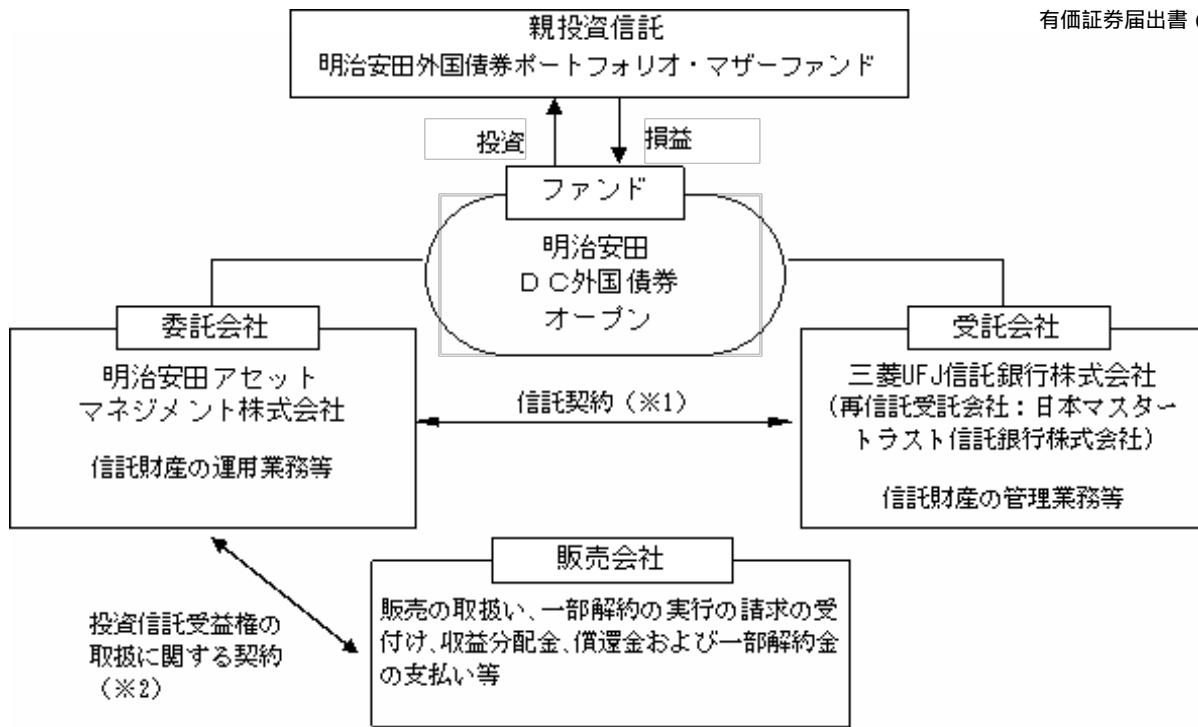 有価証券届出書
親投資信託
明治安田外国債券ポートフォリオ・マザーファンド
投資
損益
ファンド
明治安田
DC外国債券
オープン
委託会社
明治安田アセット
マネジメント株式会社
信託財産の運用業務等
信託契約（※1）
受託会社
三菱UFJ信託銀行株式会社
（再信託受託会社：日本マスター
トラスト信託銀行株式会社）
信託財産の管理業務等
投資信託受益権の
取扱に関する契約
（※2）
販売会社
販売の取扱い、一部解約の実行の請求の受
付け、収益分配金、償還金および一部解約金
の支払い等